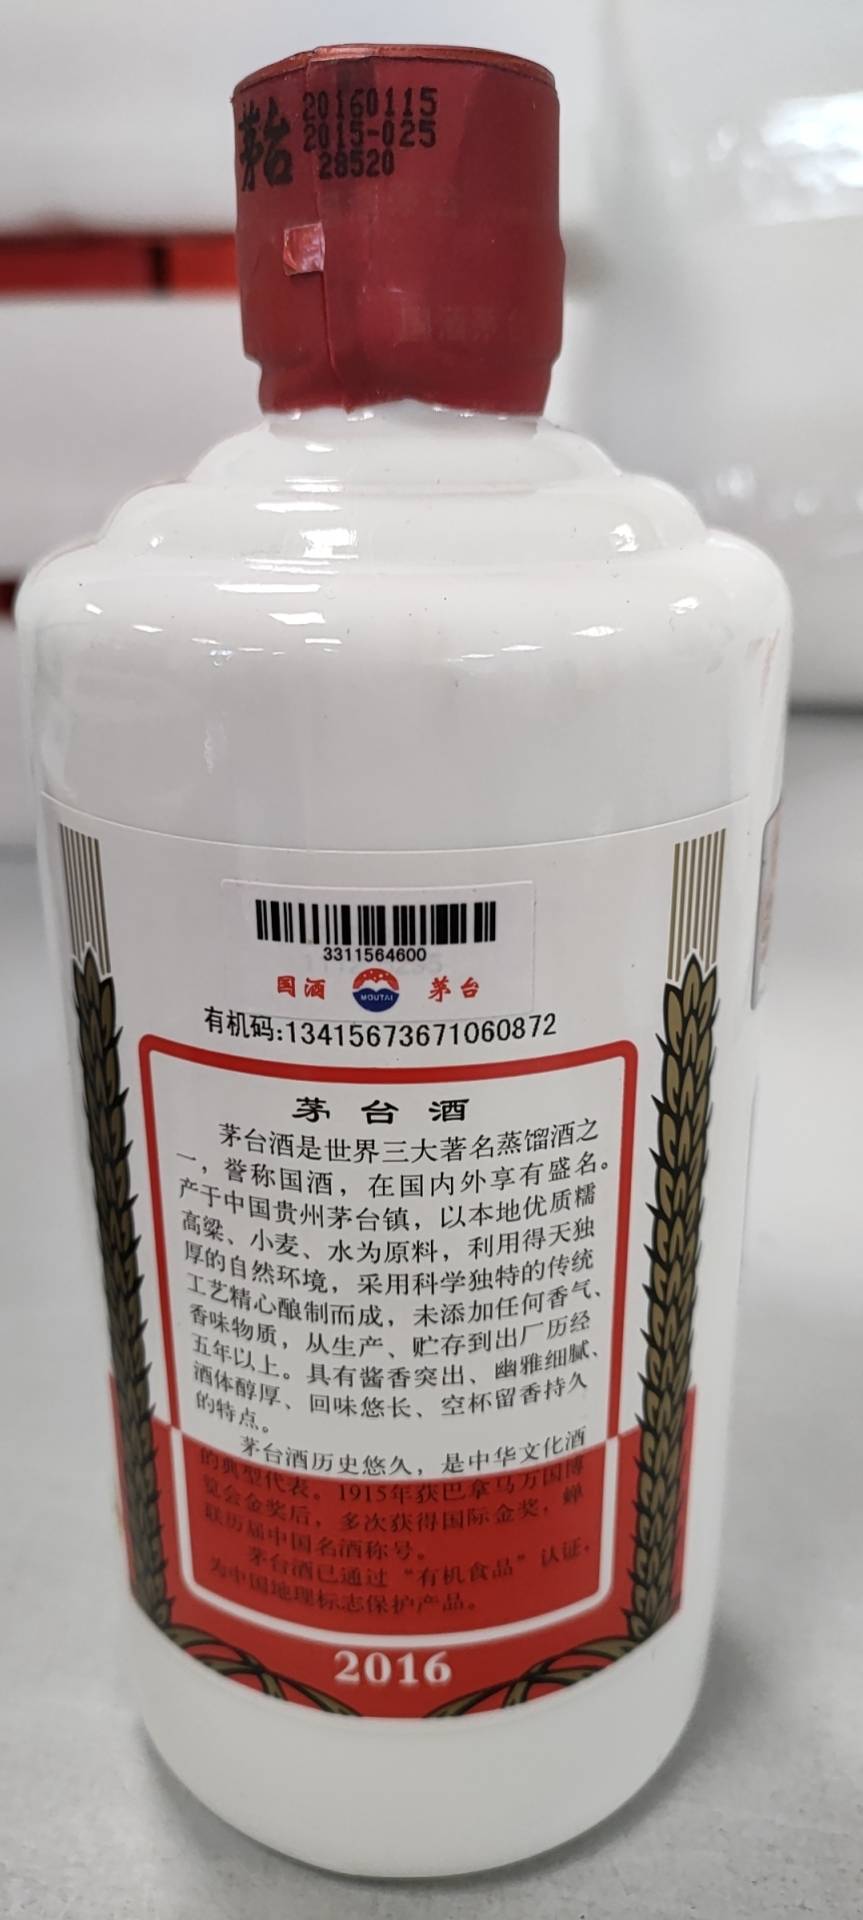 茅台
20160115
2015-025
28520
3311564600
国酒 MOUTAI 茅台
有机码:13415673671060872
茅台酒
茅台酒是世界三大著名蒸馏酒之
一，誉称国酒，在国内外享有盛名。
产于中国贵州茅台镇，以本地优质糯
高粱、小麦、水为原料，利用得天独
厚的自然环境，采用科学独特的传统
工艺精心酿制而成，未添加任何香气、
香味物质，从生产、贮存到出厂历经
五年以上。具有酱香突出、幽雅细腻、
酒体醇厚、回味悠长、空杯留香持久
的特点。
茅台酒历史悠久，是中华文化酒
的典型代表。1915年获巴拿马万国博
览会金奖后，多次获得国际金奖，蝉
联历届中国名酒称号。
茅台酒已通过“有机食品”认证，
为中国地理标志保护产品。
2016